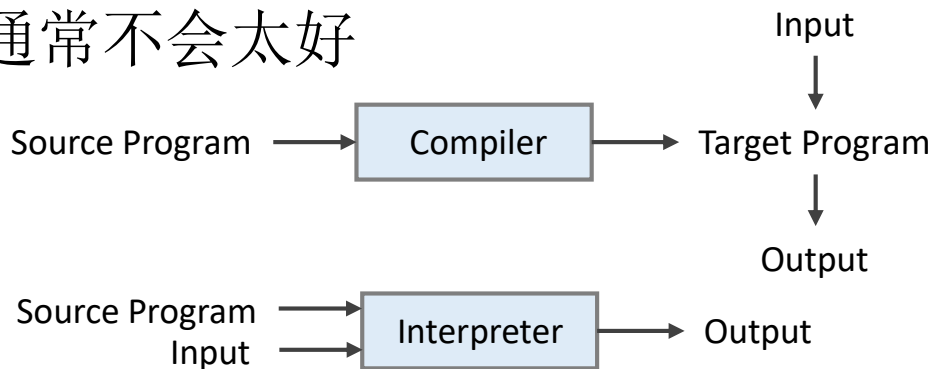 通常不会太好
Input
Source Program
Compiler
Target Program
Output
Source Program
Input
Interpreter
Output